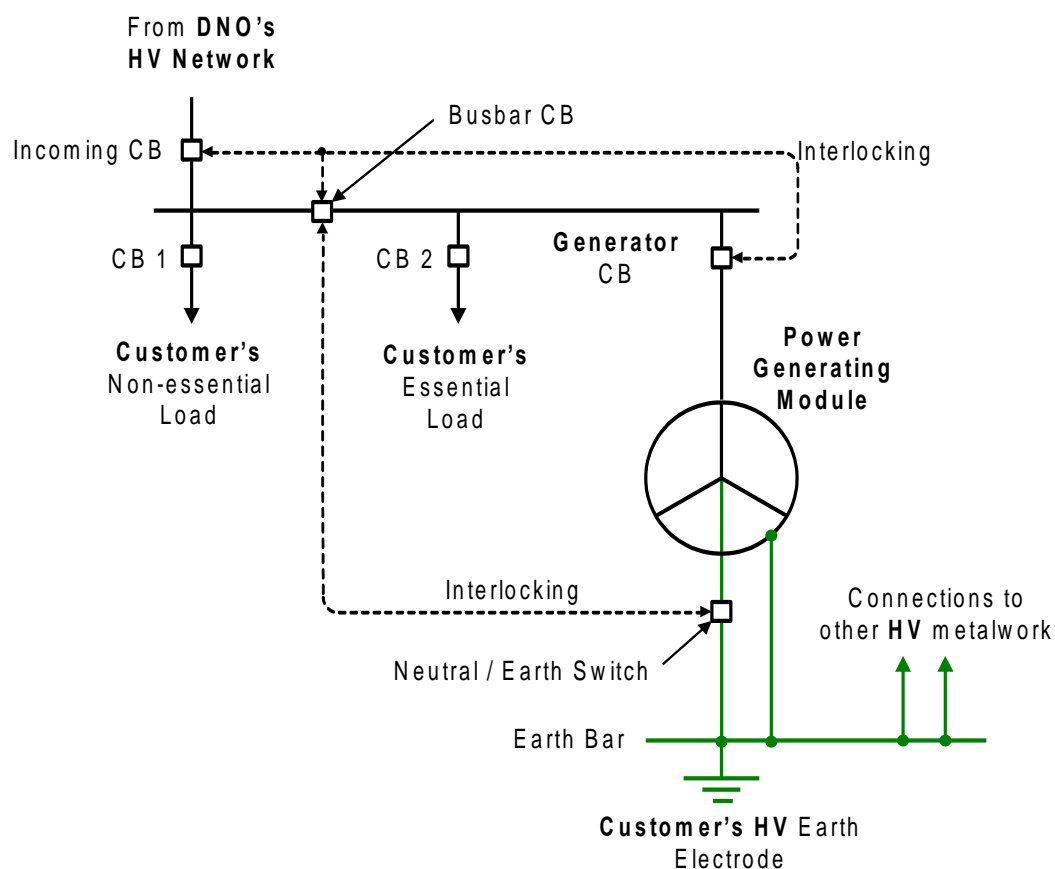 From DNO's
HV Network
Busbar CB
Incoming CB
Interlocking
CB 1
CB 2
Generator
CB
Customer's
Non-essential
Load
Customer's
Essential
Load
Power
Generating
Module
Interlocking
Connections to
other HV metalwork
Neutral / Earth Switch
Earth Bar
Customer's HV Earth
Electrode